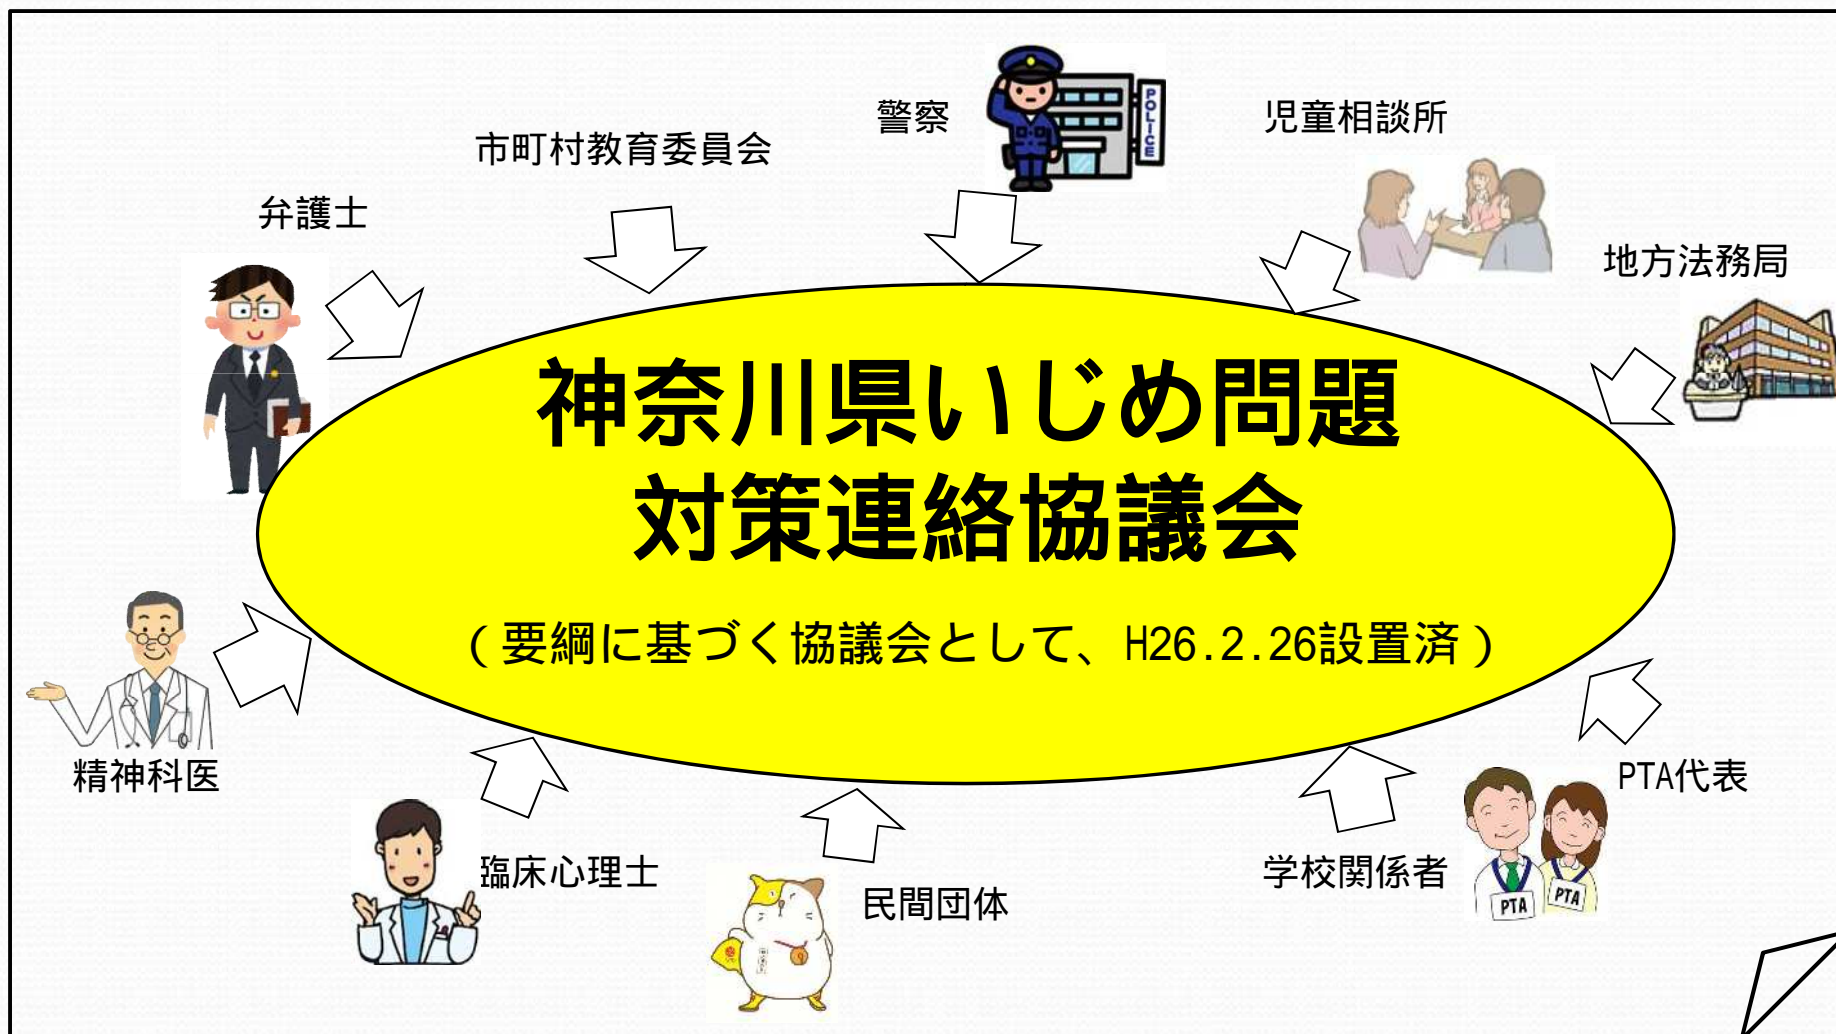 警察
POLICE
児童相談所
市町村教育委員会
弁護士
地方法務局
神奈川県いじめ問題
対策連絡協議会
（要綱に基づく協議会として、H26.2.26設置済）
精神科医
PTA代表
臨床心理士
学校関係者
PTA
PTA
民間団体